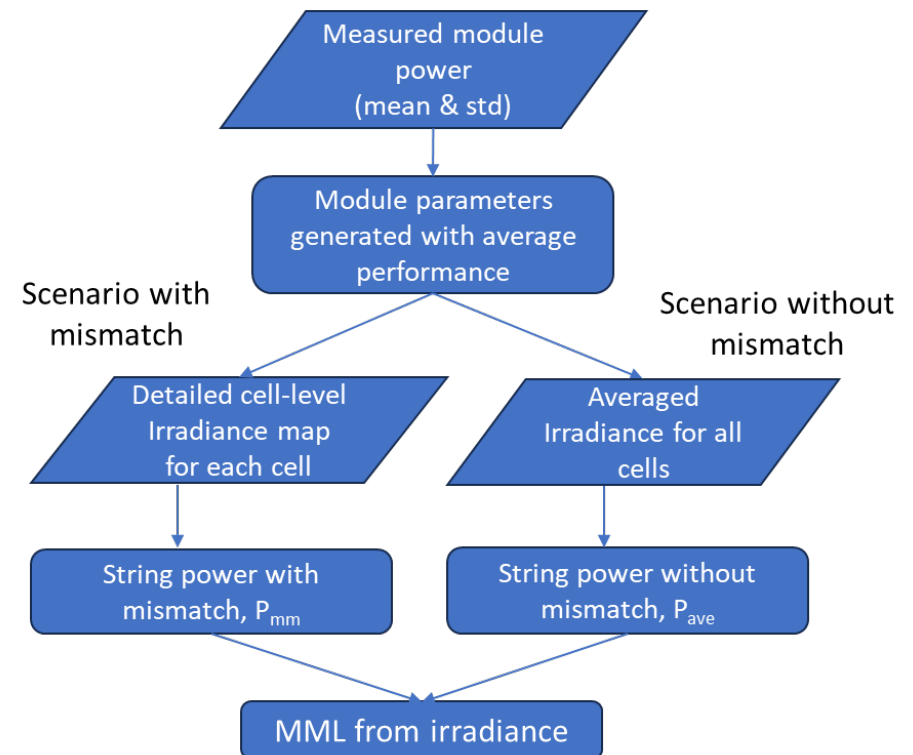 Measured module
power
(mean & std)
Module parameters
generated with average
performance
Scenario with
mismatch
Scenario without
mismatch
Detailed cell-level
Irradiance map
for each cell
Averaged
Irradiance for all
cells
String power with
mismatch, Pmm
String power without
mismatch, Pave
MML from irradiance